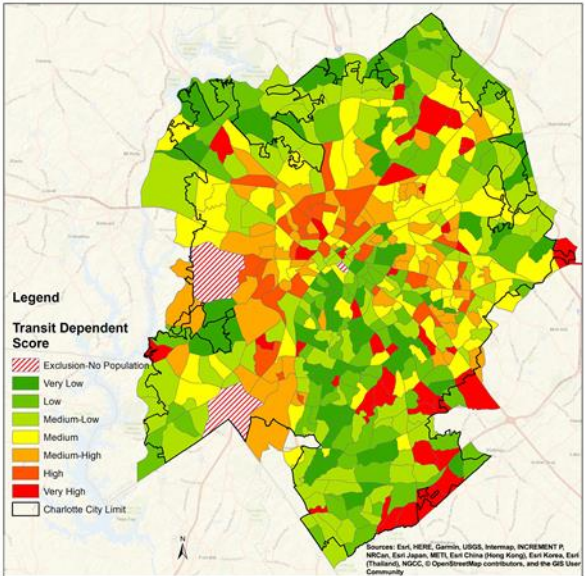 Legend
Transit Dependent
Score
Exclusion-No Population
Very Low
Low
Medium-Low
Medium
Medium-High
High
Very High
Charlotte City Limit
N
Sources: Esri, HERE, Garmin, USGS, Intermap, INCREMENT P,
NRCan, Esri Japan, METI, Esri China (Hong Kong), Esri Korea, Esri
(Thailand), NGCC, © OpenStreetMap contributors, and the GIS User
Community